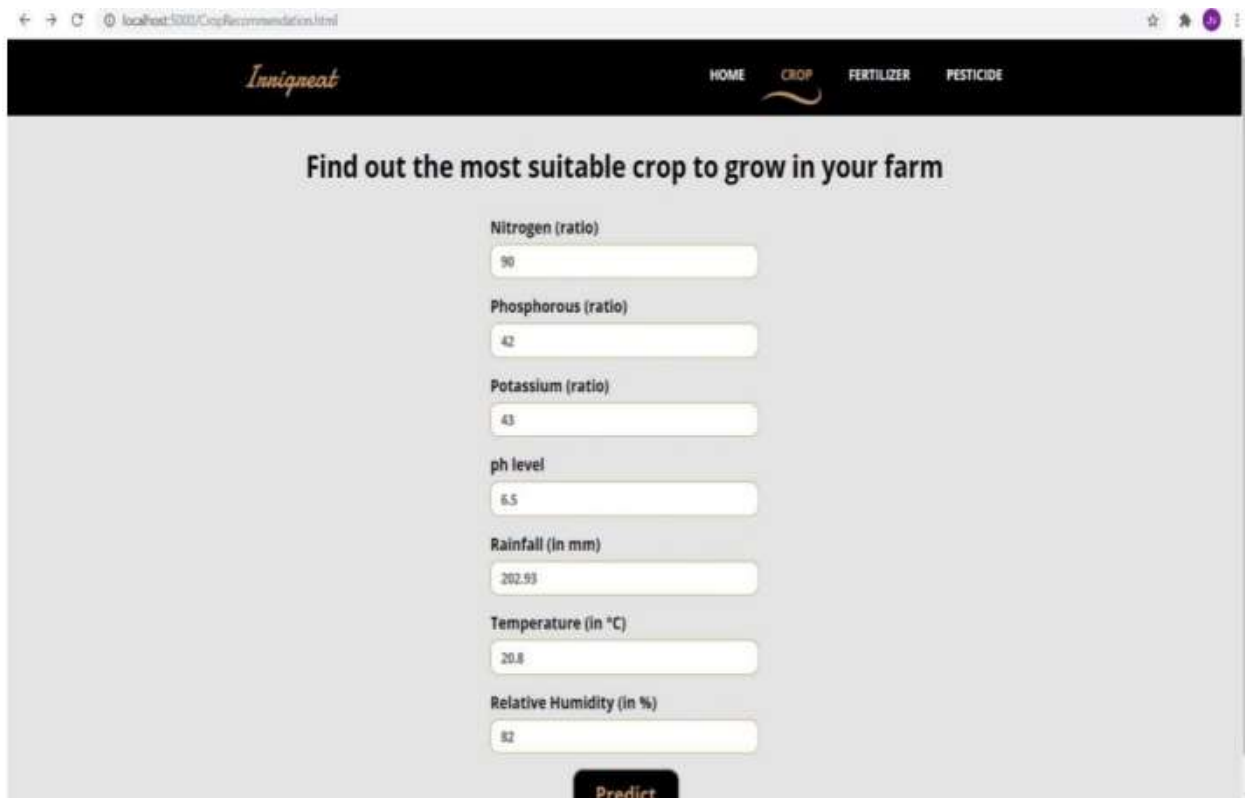 localhost:5000/CropRecommendation.html
Innigneat
HOME CROP FERTILIZER PESTICIDE
Find out the most suitable crop to grow in your farm
Nitrogen (ratio)
90
Phosphorous (ratio)
42
Potassium (ratio)
43
ph level
6.5
Rainfall (in mm)
202.93
Temperature (in °C)
20.8
Relative Humidity (in %)
82
Predict